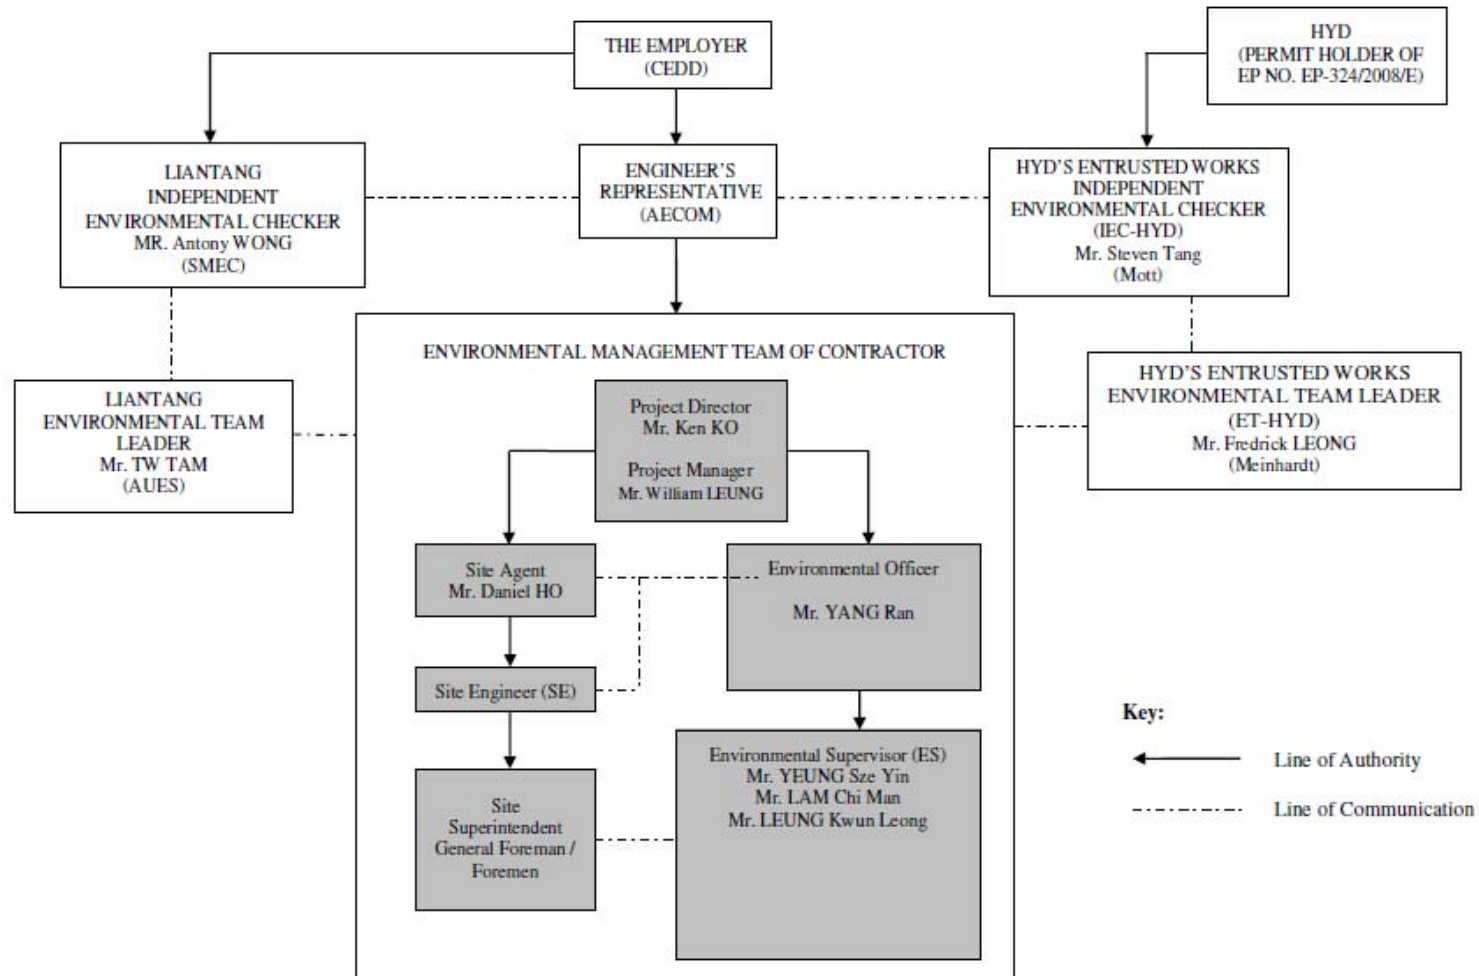 THE EMPLOYER
(CEDD)
HYD
(PERMIT HOLDER OF
EP NO. EP-324/2008/E)
LIANTANG
INDEPENDENT
ENVIRONMENTAL CHECKER
MR. Antony WONG
(SMEC)
ENGINEER'S
REPRESENTATIVE
(AECOM)
HYD'S ENTRUSTED WORKS
INDEPENDENT
ENVIRONMENTAL CHECKER
(IEC-HYD)
Mr. Steven Tang
(Mott)
LIANTANG
ENVIRONMENTAL TEAM
LEADER
Mr. TW TAM
(AUES)
ENVIRONMENTAL MANAGEMENT TEAM OF CONTRACTOR
HYD'S ENTRUSTED WORKS
ENVIRONMENTAL TEAM LEADER
(ET-HYD)
Mr. Fredrick LEONG
(Meinhardt)
Project Director
Mr. Ken KO
Project Manager
Mr. William LEUNG
Site Agent
Mr. Daniel HO
Environmental Officer
Mr. YANG Ran
Site Engineer (SE)
Environmental Supervisor (ES)
Mr. YEUNG Sze Yin
Mr. LAM Chi Man
Mr. LEUNG Kwun Leong
Site
Superintendent
General Foreman /
Foremen
Key:
Line of Authority
Line of Communication